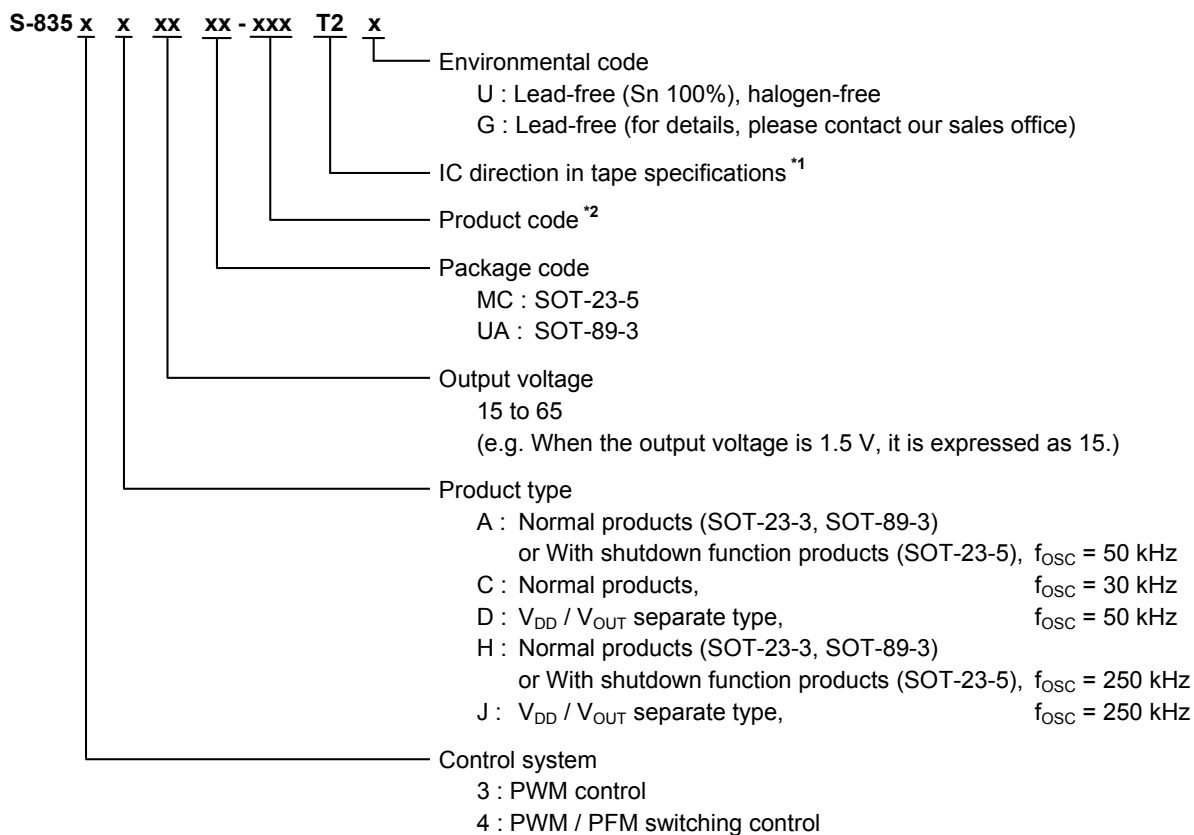 S-835 x x xx xx - xxx T2 x
Environmental code
U : Lead-free (Sn 100%), halogen-free
G : Lead-free (for details, please contact our sales office)
IC direction in tape specifications *1
Product code *2
Package code
MC : SOT-23-5
UA : SOT-89-3
Output voltage
15 to 65
(e.g. When the output voltage is 1.5 V, it is expressed as 15.)
Product type
A : Normal products (SOT-23-3, SOT-89-3)
or With shutdown function products (SOT-23-5), fOSC = 50 kHz
C : Normal products, fOSC = 30 kHz
D : VDD / VOUT separate type, fOSC = 50 kHz
H : Normal products (SOT-23-3, SOT-89-3)
or With shutdown function products (SOT-23-5), fOSC = 250 kHz
J : VDD / VOUT separate type, fOSC = 250 kHz
Control system
3 : PWM control
4 : PWM / PFM switching control